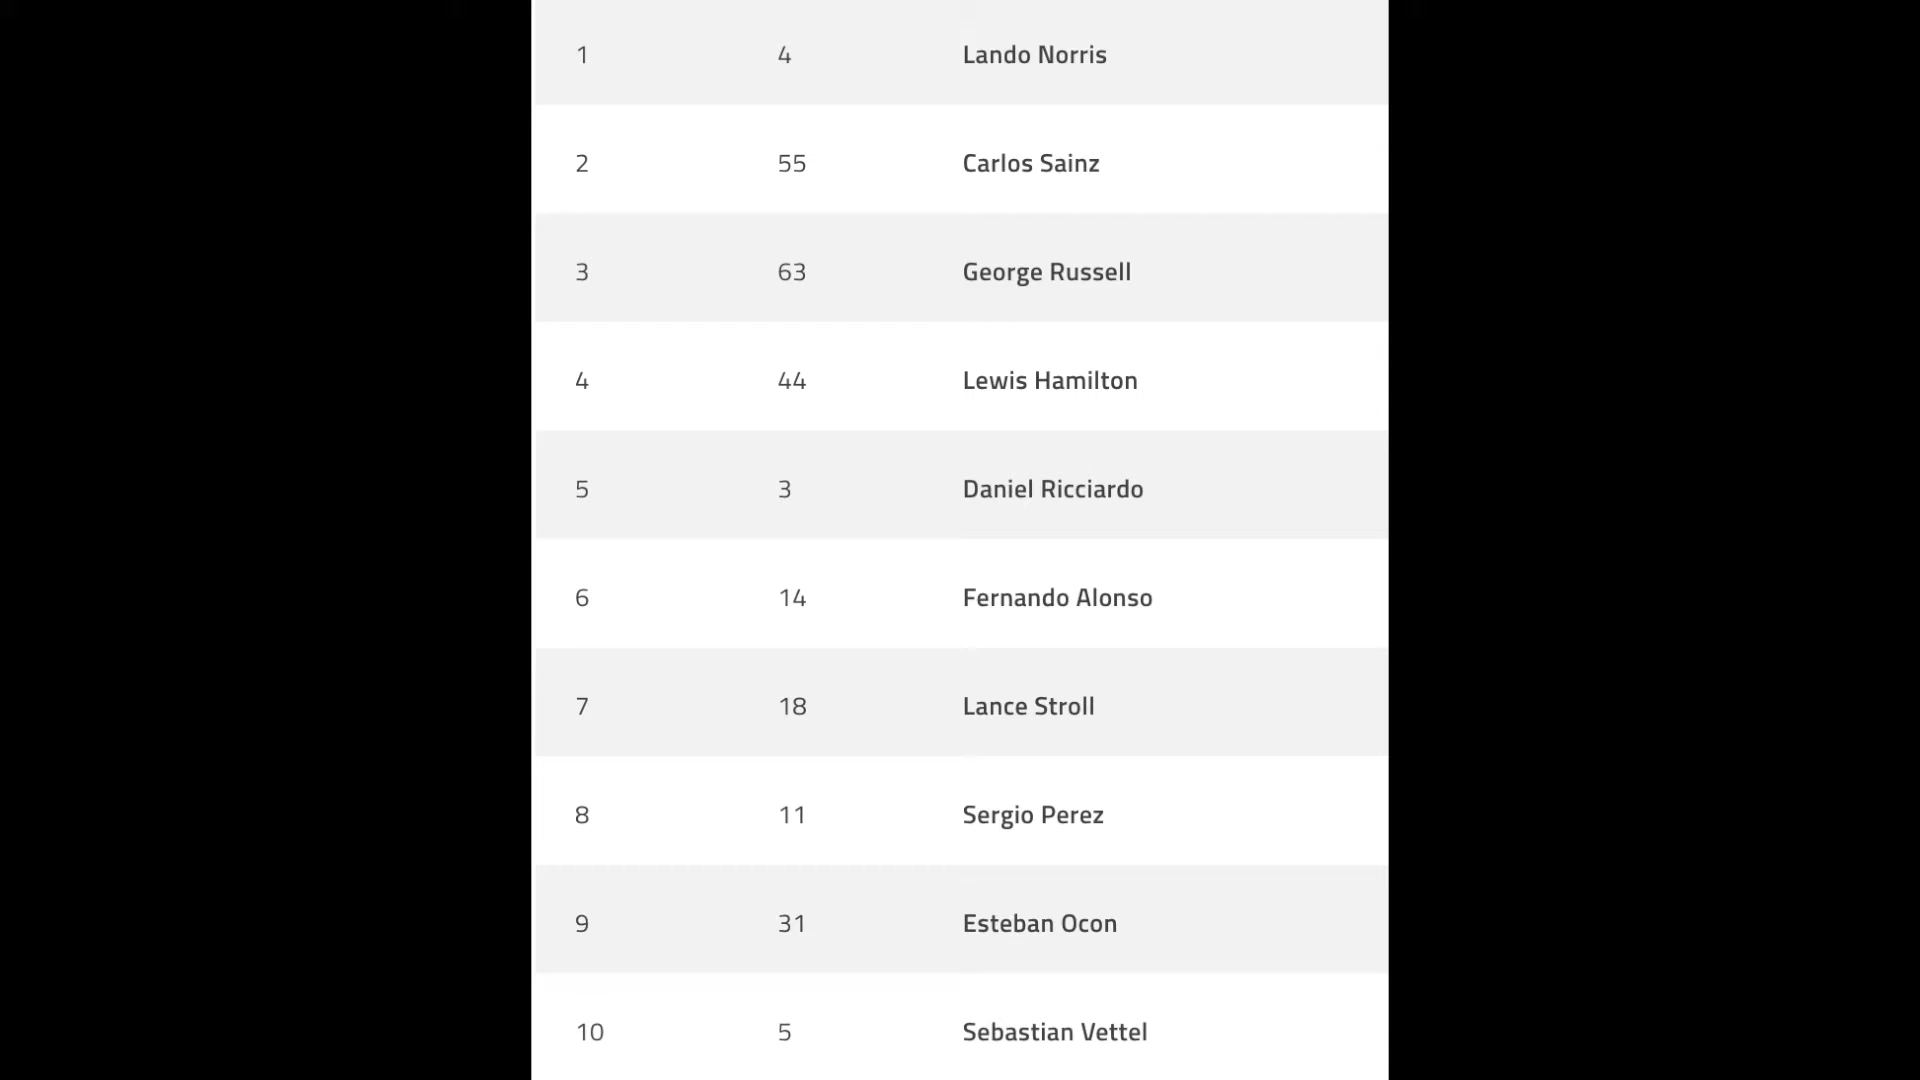 1 4 Lando Norris
2 55 Carlos Sainz
3 63 George Russell
4 44 Lewis Hamilton
5 3 Daniel Ricciardo
6 14 Fernando Alonso
7 18 Lance Stroll
8 11 Sergio Perez
9 31 Esteban Ocon
10 5 Sebastian Vettel